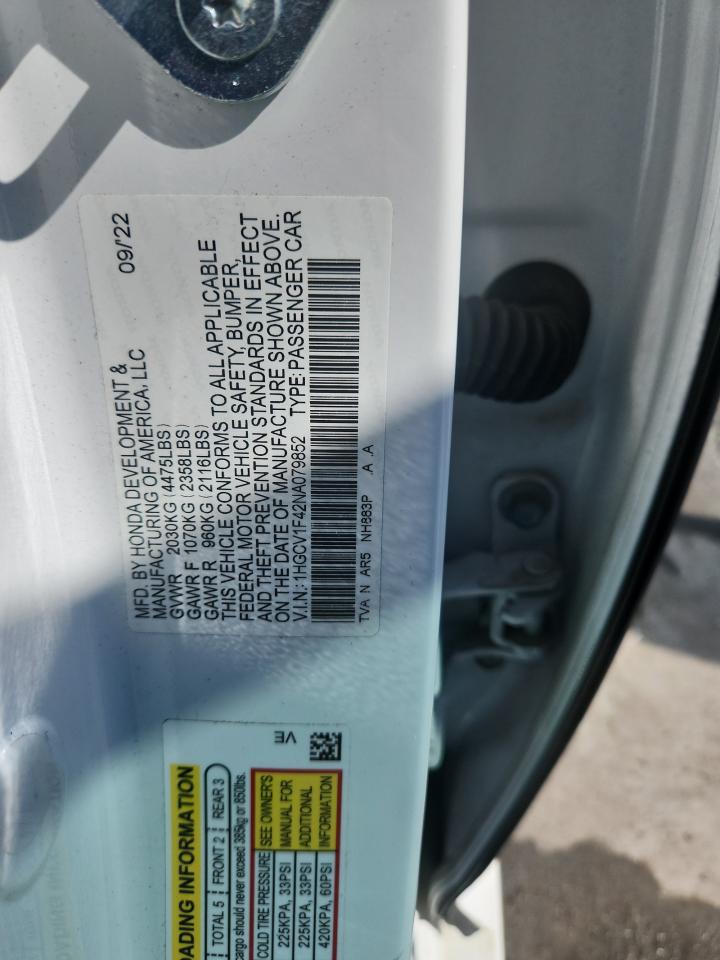 MFD. BY HONDA DEVELOPMENT & 09/'22
MANUFACTURING OF AMERICA, LLC
GVWR 2030KG (4475LBS)
GAWR F 1070KG (2358LBS)
GAWR R 960KG (2116LBS)
THIS VEHICLE CONFORMS TO ALL APPLICABLE
FEDERAL MOTOR VEHICLE SAFETY, BUMPER,
AND THEFT PREVENTION STANDARDS IN EFFECT
ON THE DATE OF MANUFACTURE SHOWN ABOVE.
V.I.N.: 1HGCV1F42NA079852 TYPE: PASSENGER CAR
TVA N AR5 NH883P .A .A
OADING INFORMATION
TOTAL 5 FRONT 2 REAR 3
cargo should never exceed 385kg or 850lbs.
COLD TIRE PRESSURE SEE OWNER'S
225KPA, 33PSI MANUAL FOR
225KPA, 33PSI ADDITIONAL
420KPA, 60PSI INFORMATION
VE